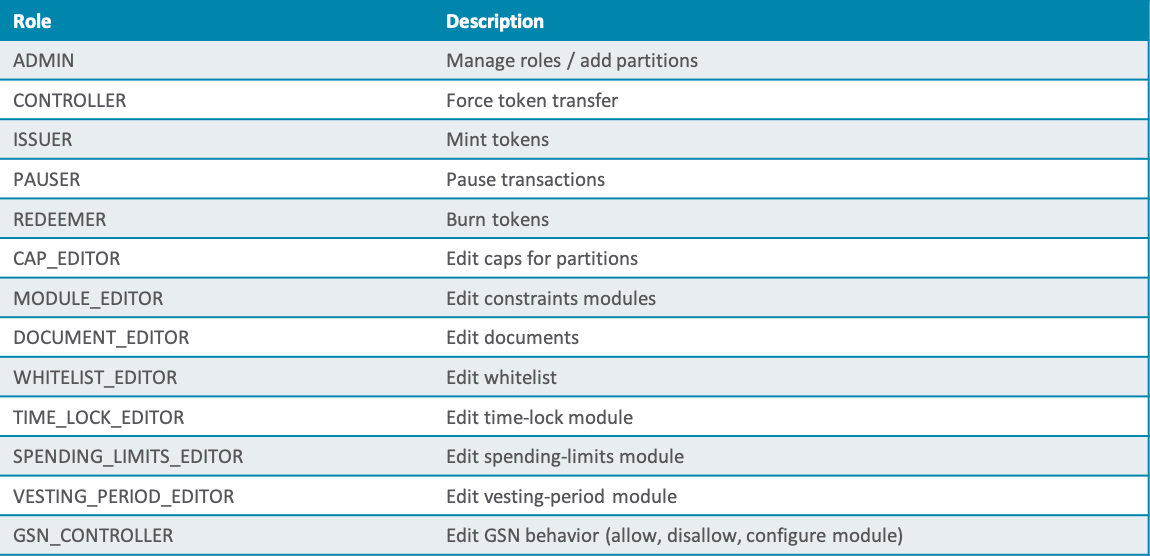 Role Description
ADMIN Manage roles / add partitions
CONTROLLER Force token transfer
ISSUER Mint tokens
PAUSER Pause transactions
REDEEMER Burn tokens
CAP_EDITOR Edit caps for partitions
MODULE_EDITOR Edit constraints modules
DOCUMENT_EDITOR Edit documents
WHITELIST_EDITOR Edit whitelist
TIME_LOCK_EDITOR Edit time-lock module
SPENDING_LIMITS_EDITOR Edit spending-limits module
VESTING_PERIOD_EDITOR Edit vesting-period module
GSN_CONTROLLER Edit GSN behavior (allow, disallow, configure module)